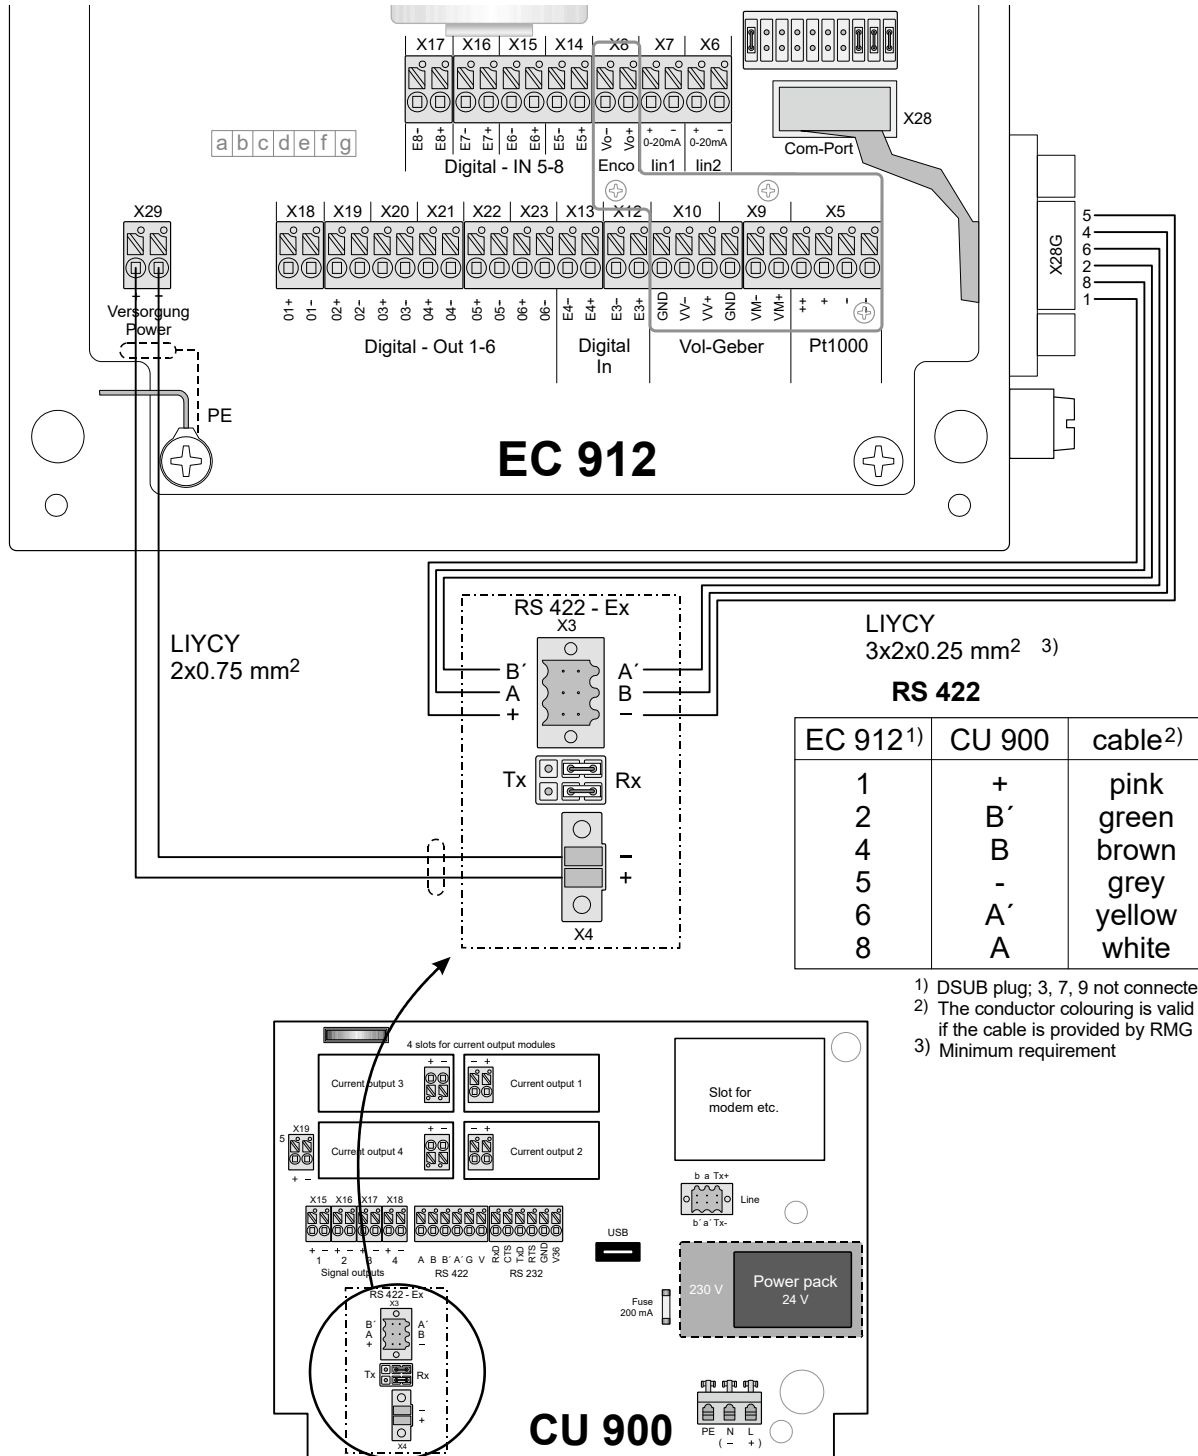 X17 X16 X15 X14 X8 X7 X6
E8- E8+ E7- E7+ E6- E6+ E5- E5+ Vo- Vo+ + - + -
0-20mA 0-20mA
Digital - IN 5-8 Enco Iin1 Iin2
X28
Com-Port
a b c d e f g
X29 X18 X19 X20 X21 X22 X23 X13 X12 X10 X9 X5
+ -
01+ 01- 02+ 02- 03+ 03- 04+ 04- 05+ 05- 06+ 06- E4- E4+ E3- E3+ GND VV- VV+ GND VM- VM+ ++ + - --
Versorgung
Power
Digital - Out 1-6 Digital Vol-Geber Pt1000
In
X28G
5
4
6
2
8
1
PE
EC 912
RS 422 - Ex
X3
B´ A´
A B
+ −
Tx Rx
−
+
X4
LIYCY
2x0.75 mm2
LIYCY
3x2x0.25 mm2 3)
RS 422
EC 912 1) CU 900 cable 2)
1 + pink
2 B´ green
4 B brown
5 - grey
6 A´ yellow
8 A white
1) DSUB plug; 3, 7, 9 not connecte
2) The conductor colouring is valid
if the cable is provided by RMG
3) Minimum requirement
4 slots for current output modules
+ − − +
Current output 3 Current output 1
X19
5
+ −
+ − − +
Current output 4 Current output 2
Slot for
modem etc.
b a Tx+
Line
b´a´Tx-
X15 X16 X17 X18
+ − + − + − + −
1 2 3 4
Signal outputs
A B B´ A´ G V
RS 422
RxD CTS TxD RTS GND V36
RS 232
USB
Fuse
200 mA
230 V
Power pack
24 V
RS 422 - Ex
X3
B´ A´
A B
+ −
Tx Rx
−
+
X4
CU 900
PE N L
( − + )